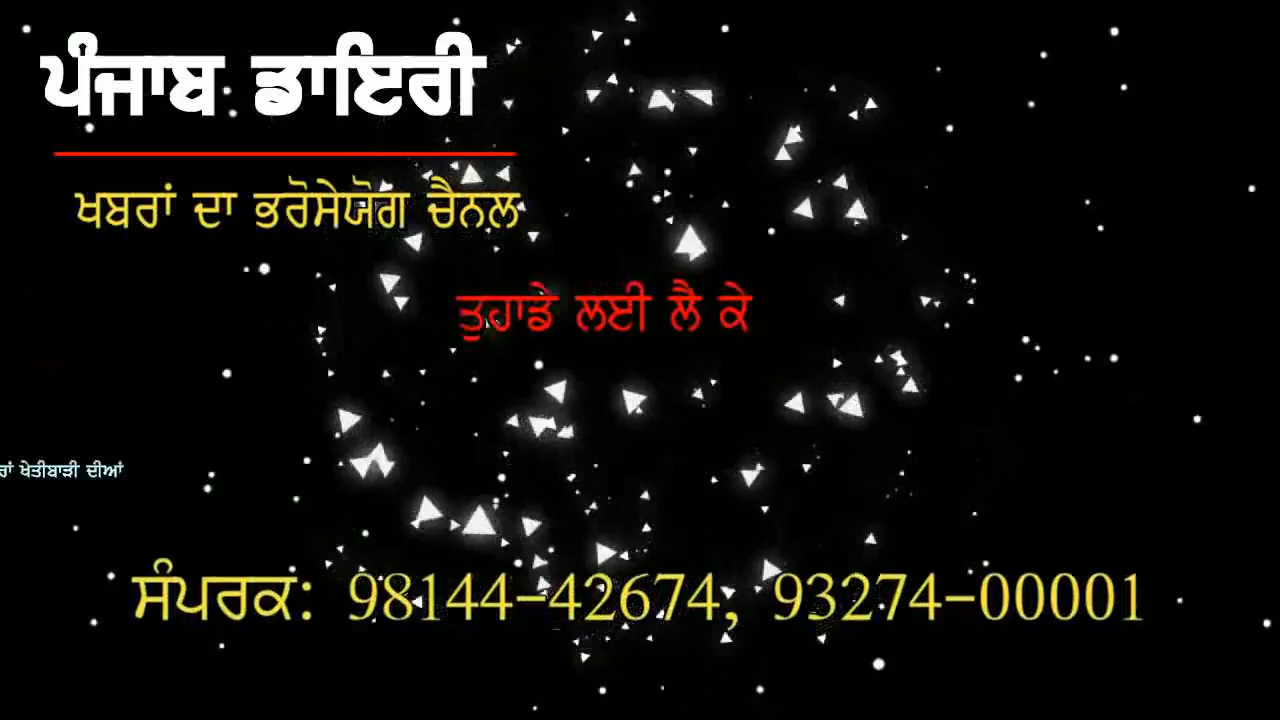 ਪੰਜਾਬ ਡਾਇਰੀ
ਖਬਰਾਂ ਦਾ ਭਰੋਸੇਯੋਗ ਚੈਨਲ
ਤੁਹਾਡੇ ਲਈ ਲੈ ਕੇ
ਖੇਤੀਬਾੜੀ ਦੀਆਂ
ਸੰਪਰਕ: 98144-42674, 93274-00001